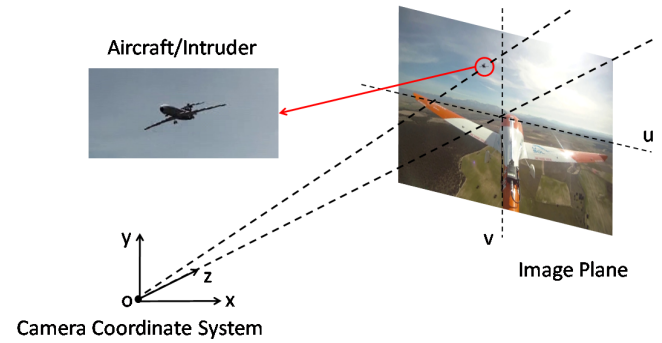 Aircraft/Intruder
u
v
Image Plane
y
z
o
x
Camera Coordinate System